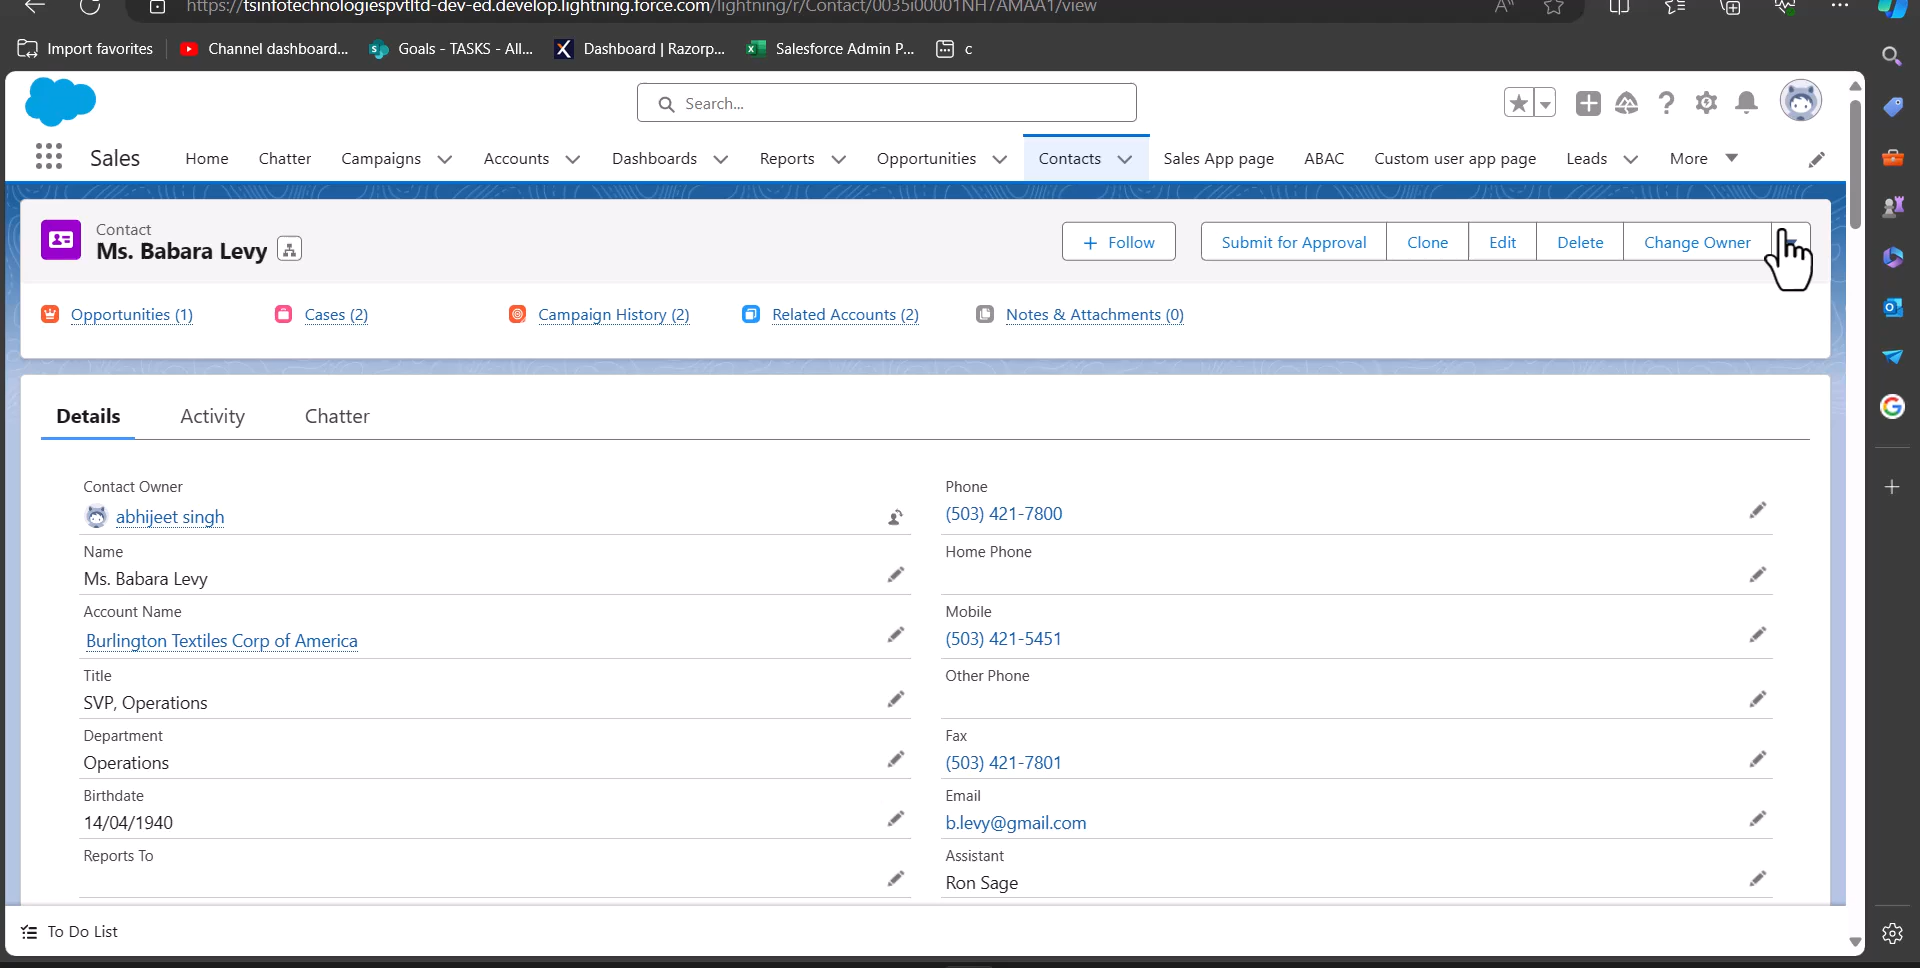 https://tsinfotechnologiespvtltd-dev-ed.develop.lightning.force.com/lightning/r/Contact/0035i00001NH7AMAA1/view
Import favorites
Channel dashboard...
Goals - TASKS - All...
Dashboard | Razorp...
Salesforce Admin P...
c
Search...
Sales
Home
Chatter
Campaigns
Accounts
Dashboards
Reports
Opportunities
Contacts
Sales App page
ABAC
Custom user app page
Leads
More
Contact
Ms. Babara Levy
Follow
Submit for Approval
Clone
Edit
Delete
Change Owner
Opportunities (1)
Cases (2)
Campaign History (2)
Related Accounts (2)
Notes & Attachments (0)
Details
Activity
Chatter
Contact Owner
abhijeet singh
Phone
(503) 421-7800
Name
Ms. Babara Levy
Home Phone
Account Name
Burlington Textiles Corp of America
Mobile
(503) 421-5451
Title
SVP, Operations
Other Phone
Department
Operations
Fax
(503) 421-7801
Birthdate
14/04/1940
Email
b.levy@gmail.com
Reports To
Assistant
Ron Sage
To Do List